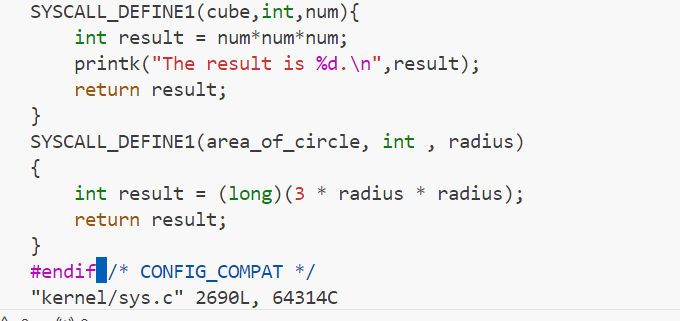 SYSCALL_DEFINE1(cube,int,num){
    int result = num*num*num;
    printk("The result is %d.\n",result);
    return result;
}
SYSCALL_DEFINE1(area_of_circle, int , radius)
{
    int result = (long)(3 * radius * radius);
    return result;
}
#endif /* CONFIG_COMPAT */
"kernel/sys.c" 2690L, 64314C